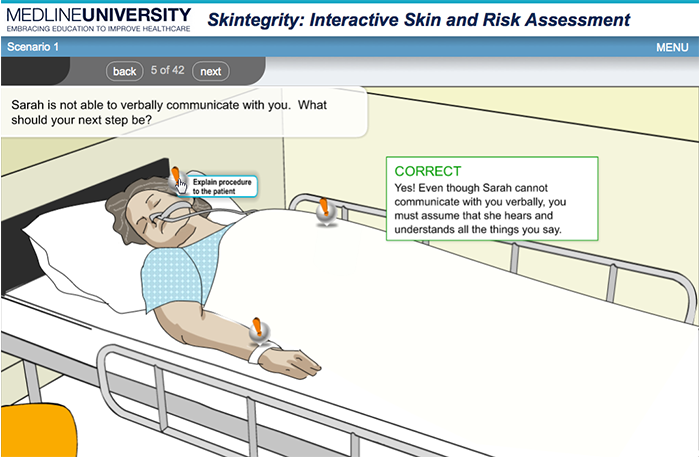 MEDLINEUNIVERSITY
EMBRACING EDUCATION TO IMPROVE HEALTHCARE
Skintegrity: Interactive Skin and Risk Assessment
Scenario 1
MENU
back
5 of 42
next
Sarah is not able to verbally communicate with you.  What
should your next step be?
Explain procedure
to the patient
CORRECT
Yes! Even though Sarah cannot
communicate with you verbally, you
must assume that she hears and
understands all the things you say.